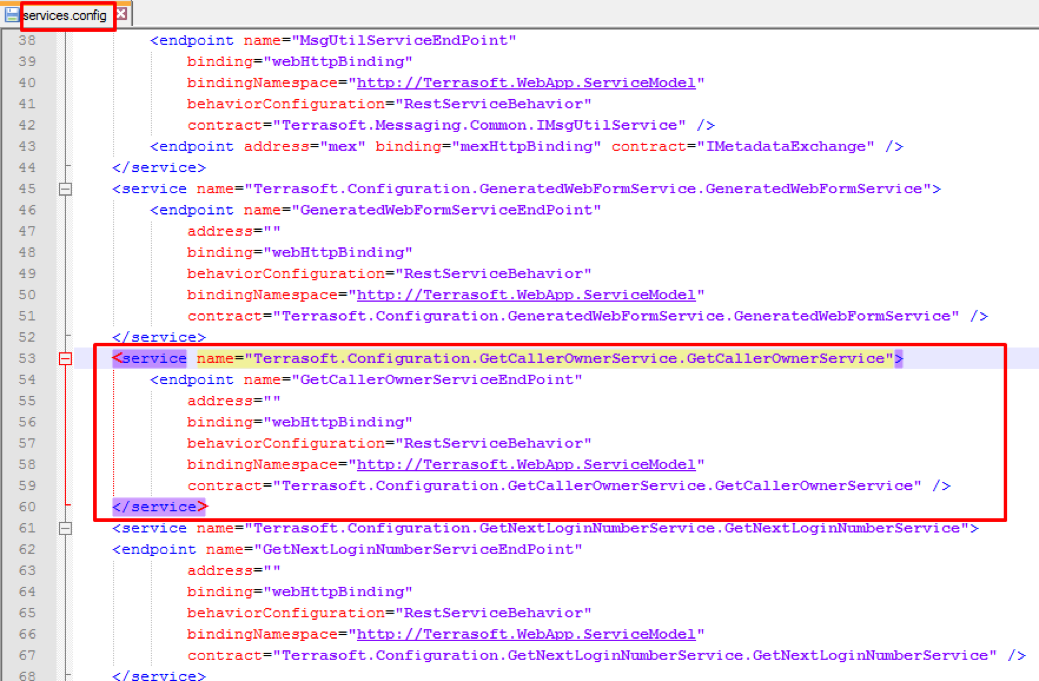 services.config
38 <endpoint name="MsgUtilServiceEndPoint"
39 binding="webHttpBinding"
40 bindingNamespace="http://Terrasoft.WebApp.ServiceModel"
41 behaviorConfiguration="RestServiceBehavior"
42 contract="Terrasoft.Messaging.Common.IMsgUtilService" />
43 <endpoint address="mex" binding="mexHttpBinding" contract="IMetadataExchange" />
44 </service>
45 <service name="Terrasoft.Configuration.GeneratedWebFormService.GeneratedWebFormService">
46 <endpoint name="GeneratedWebFormServiceEndPoint"
47 address=""
48 binding="webHttpBinding"
49 behaviorConfiguration="RestServiceBehavior"
50 bindingNamespace="http://Terrasoft.WebApp.ServiceModel"
51 contract="Terrasoft.Configuration.GeneratedWebFormService.GeneratedWebFormService" />
52 </service>
53 <service name="Terrasoft.Configuration.GetCallerOwnerService.GetCallerOwnerService">
54 <endpoint name="GetCallerOwnerServiceEndPoint"
55 address=""
56 binding="webHttpBinding"
57 behaviorConfiguration="RestServiceBehavior"
58 bindingNamespace="http://Terrasoft.WebApp.ServiceModel"
59 contract="Terrasoft.Configuration.GetCallerOwnerService.GetCallerOwnerService" />
60 </service>
61 <service name="Terrasoft.Configuration.GetNextLoginNumberService.GetNextLoginNumberService">
62 <endpoint name="GetNextLoginNumberServiceEndPoint"
63 address=""
64 binding="webHttpBinding"
65 behaviorConfiguration="RestServiceBehavior"
66 bindingNamespace="http://Terrasoft.WebApp.ServiceModel"
67 contract="Terrasoft.Configuration.GetNextLoginNumberService.GetNextLoginNumberService" />
68 </service>